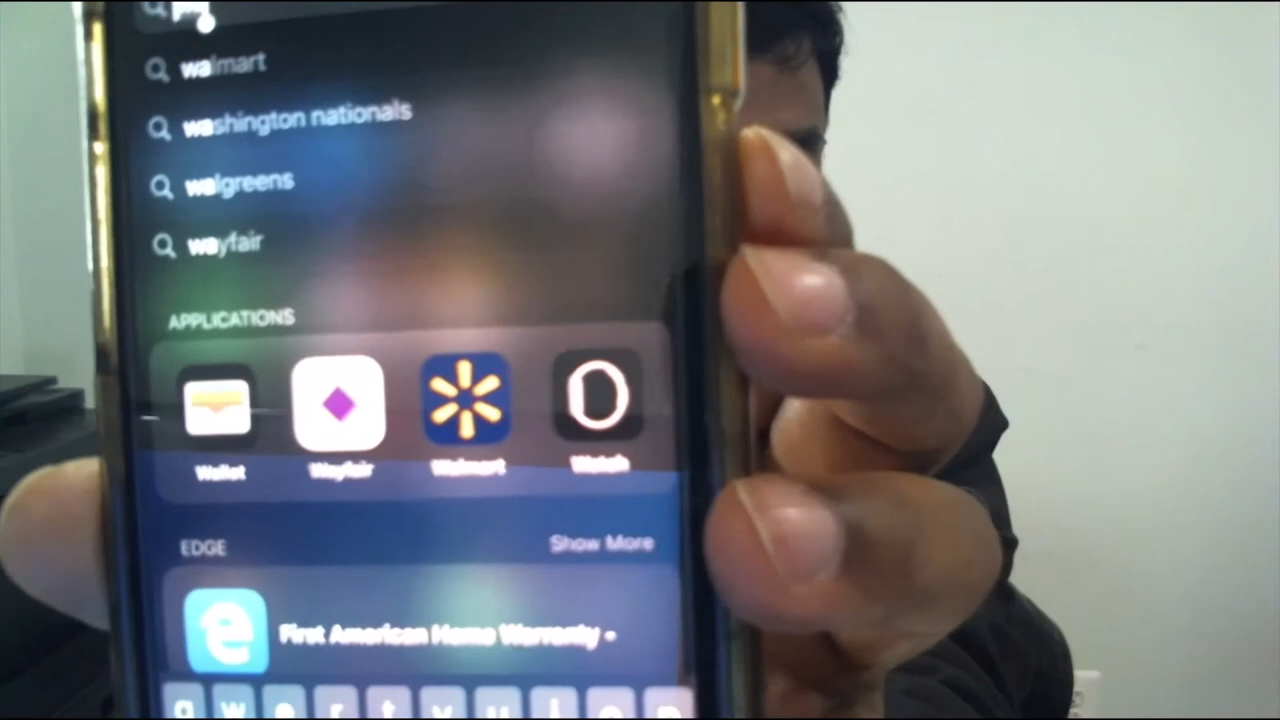 walmart
washington nationals
walgreens
wayfair
APPLICATIONS
Wallet Wayfair Walmart Watch
EDGE Show More
First American Home Warranty -
q w e r t y u i o p